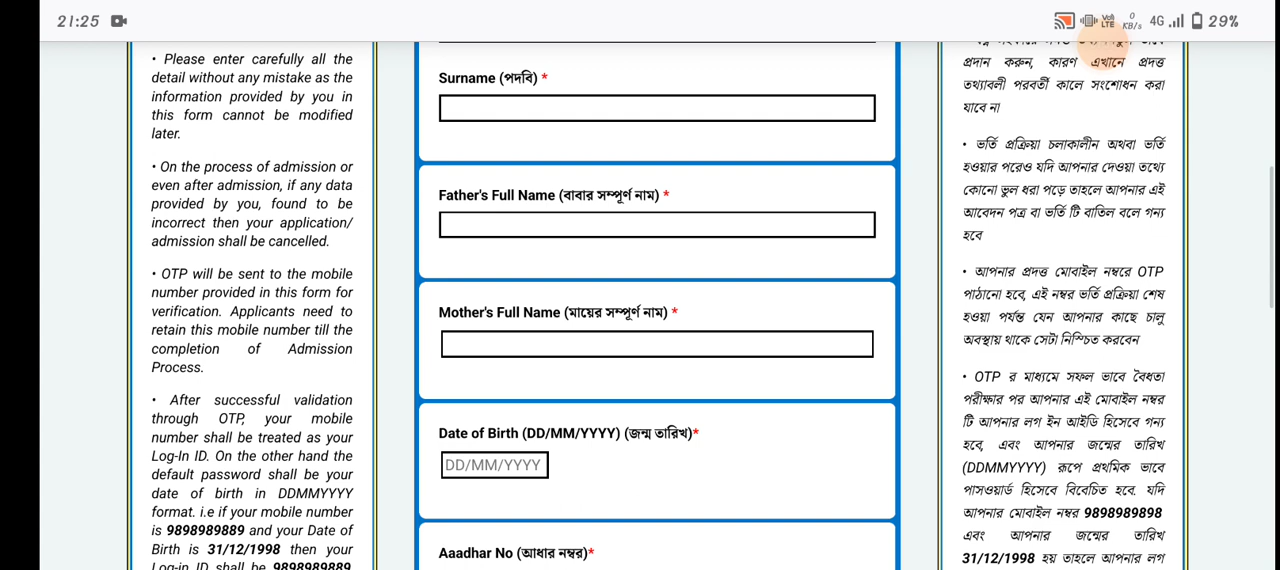 21:25
Vo)
LTE
0
KB/s
4G
29%
• Please enter carefully all the
detail without any mistake as the
information provided by you in
this form cannot be modified
later.
• On the process of admission or
even after admission, if any data
provided by you, found to be
incorrect then your application/
admission shall be cancelled.
• OTP will be sent to the mobile
number provided in this form for
verification. Applicants need to
retain this mobile number till the
completion of Admission
Process.
• After successful validation
through OTP, your mobile
number shall be treated as your
Log-in ID. On the other hand the
default password shall be your
date of birth in DDMMYYYY
format. i.e if your mobile number
is 9898989889 and your Date of
Birth is 31/12/1998 then your
Log-in ID shall be 9898989889
Surname (পদবি) *
Father's Full Name (বাবার সম্পূর্ণ নাম) *
Mother's Full Name (মায়ের সম্পূর্ণ নাম) *
Date of Birth (DD/MM/YYYY) (জন্ম তারিখ)*
DD/MM/YYYY
Aaadhar No (আধার নম্বর)*
প্রদান করুন, কারণ এখানে প্রদত্ত
তথ্যাবলী পরবর্তী কালে সংশোধন করা
যাবে না
• ভর্তি প্রক্রিয়া চলাকালীন অথবা ভর্তি
হওয়ার পরেও যদি আপনার দেওয়া তথ্যে
কোনো ভুল ধরা পড়ে তাহলে আপনার এই
আবেদন পত্র বা ভর্তি টি বাতিল বলে গন্য
হবে
• আপনার প্রদত্ত মোবাইল নম্বরে OTP
পাঠানো হবে, এই নম্বর ভর্তি প্রক্রিয়া শেষ
হওয়া পর্যন্ত যেন আপনার কাছে চালু
অবস্থায় থাকে সেটা নিশ্চিত করবেন
• OTP র মাধ্যমে সফল ভাবে বৈধতা
পরীক্ষার পর আপনার এই মোবাইল নম্বর
টি আপনার লগ ইন আইডি হিসেবে গন্য
হবে, এবং আপনার জন্মের তারিখ
(DDMMYYYY) রূপে প্রথমিক ভাবে
পাসওয়ার্ড হিসেবে বিবেচিত হবে. যদি
আপনার মোবাইল নম্বর 9898989898
এবং আপনার জন্মের তারিখ
31/12/1998 হয় তাহলে আপনার লগ